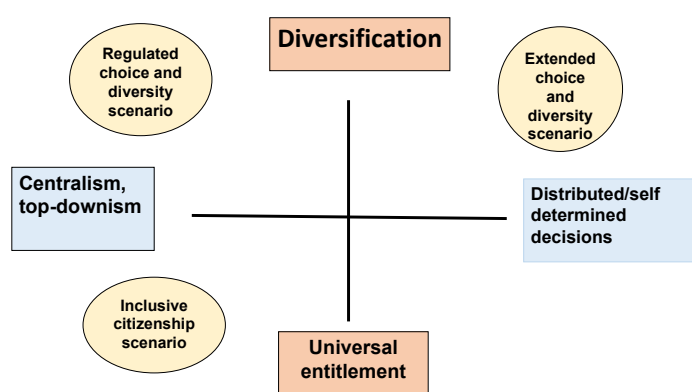 Regulated
choice and
diversity
scenario
Diversification
Extended
choice
and
diversity
scenario
Centralism,
top-downism
Distributed/self
determined
decisions
Inclusive
citizenship
scenario
Universal
entitlement